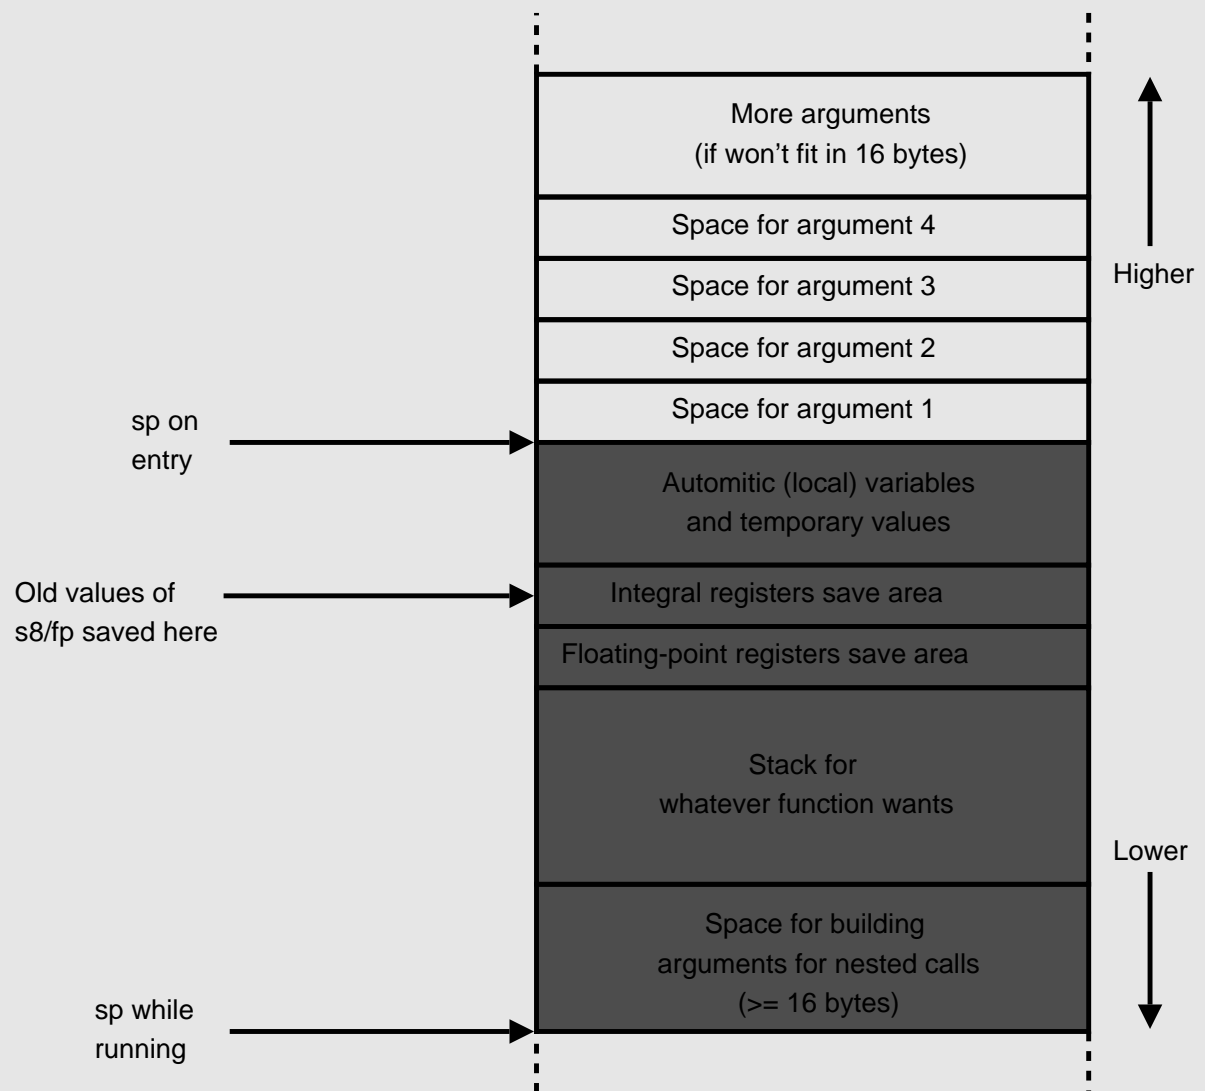 More arguments
(if won’t fit in 16 bytes)
Space for argument 4
Higher
Space for argument 3
Space for argument 2
Space for argument 1
sp on
entry
Automitic (local) variables
and temporary values
Old values of
s8/fp saved here
Integral registers save area
Floating-point registers save area
Stack for
whatever function wants
Lower
Space for building
arguments for nested calls
(>= 16 bytes)
sp while
running